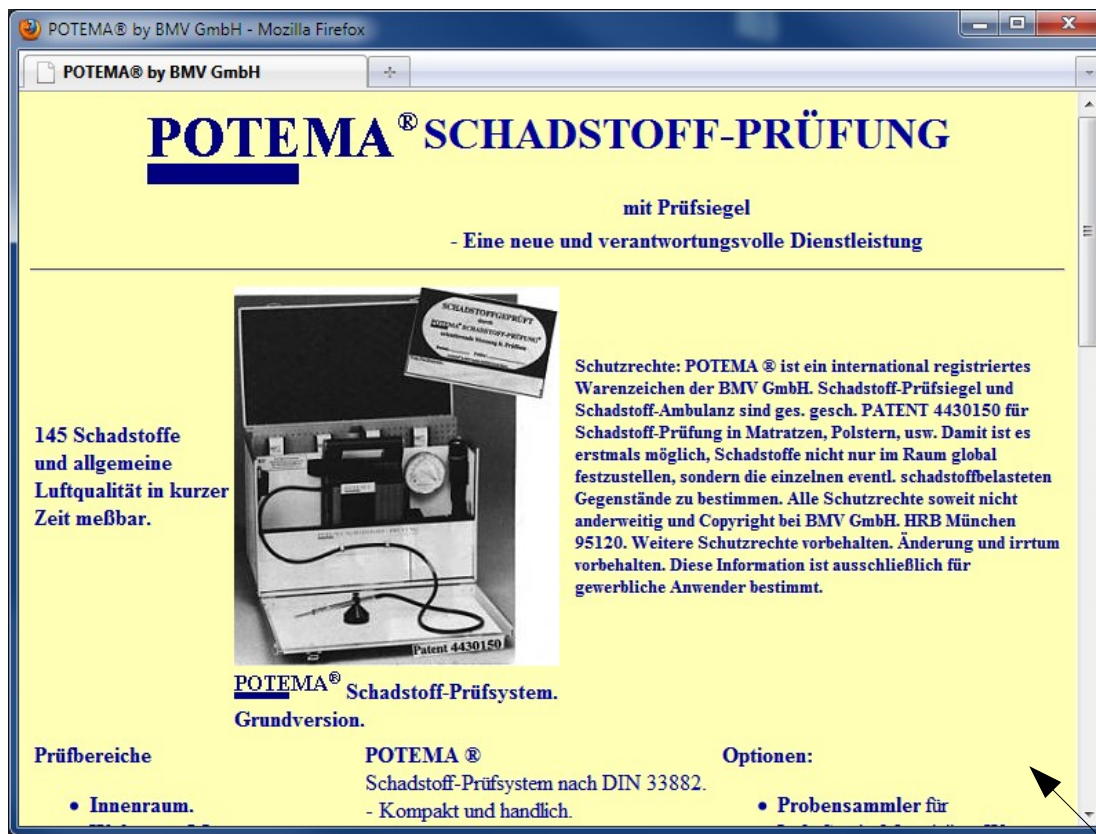 POTEMA® by BMV GmbH - Mozilla Firefox
POTEMA® by BMV GmbH
POTEMA® SCHADSTOFF-PRÜFUNG
mit Prüfsiegel
- Eine neue und verantwortungsvolle Dienstleistung
145 Schadstoffe
und allgemeine
Luftqualität in kurzer
Zeit meßbar.
SCHADSTOFFGEPRÜFT
durch
POTEMA® SCHADSTOFF-PRÜFUNG®
Patent 4430150
POTEMA® Schadstoff-Prüfsystem.
Grundversion.
Schutzrechte: POTEMA ® ist ein international registriertes
Warenzeichen der BMV GmbH. Schadstoff-Prüfsiegel und
Schadstoff-Ambulanz sind ges. gesch. PATENT 4430150 für
Schadstoff-Prüfung in Matratzen, Polstern, usw. Damit ist es
erstmals möglich, Schadstoffe nicht nur im Raum global
festzustellen, sondern die einzelnen eventl. schadstoffbelasteten
Gegenstände zu bestimmen. Alle Schutzrechte soweit nicht
anderweitig und Copyright bei BMV GmbH. HRB München
95120. Weitere Schutzrechte vorbehalten. Änderung und irrtum
vorbehalten. Diese Information ist ausschließlich für
gewerbliche Anwender bestimmt.
Prüfbereiche
• Innenraum.
POTEMA ®
Schadstoff-Prüfsystem nach DIN 33882.
- Kompakt und handlich.
Optionen:
• Probensammler für